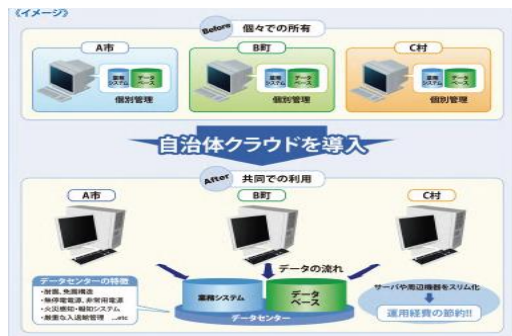 《イメージ》
Before 個々での所有
A市
B町
C村
業務
システム
データ
ベース
個別管理
業務
システム
データ
ベース
個別管理
業務
システム
データ
ベース
個別管理
自治体クラウドを導入
After 共同での利用
A市
B町
C村
データの流れ
データセンターの特徴
・耐震、免震構造
・無停電電源、非常用電源
・火災感知・報知システム
・厳重な入退館管理 …etc
業務システム
データ
ベース
データセンター
サーバや周辺機器をスリム化
運用経費の節約!!